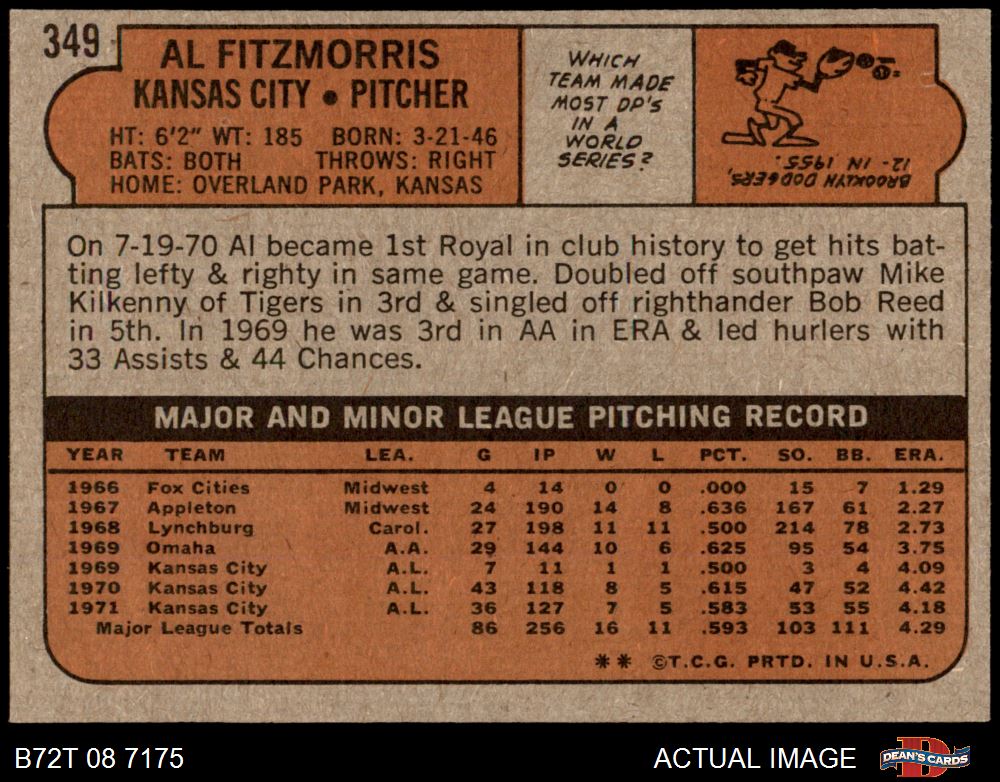 349
AL FITZMORRIS
KANSAS CITY • PITCHER
HT: 6'2" WT: 185 BORN: 3-21-46
BATS: BOTH THROWS: RIGHT
HOME: OVERLAND PARK, KANSAS
WHICH
TEAM MADE
MOST DP'S
IN A
WORLD
SERIES?
BROOKLYN DODGERS,
12 - IN 1955.
On 7-19-70 Al became 1st Royal in club history to get hits bat-
ting lefty & righty in same game. Doubled off southpaw Mike
Kilkenny of Tigers in 3rd & singled off righthander Bob Reed
in 5th. In 1969 he was 3rd in AA in ERA & led hurlers with
33 Assists & 44 Chances.
MAJOR AND MINOR LEAGUE PITCHING RECORD
YEAR TEAM LEA. G IP W L PCT. SO. BB. ERA.
1966 Fox Cities Midwest 4 14 0 0 .000 15 7 1.29
1967 Appleton Midwest 24 190 14 8 .636 167 61 2.27
1968 Lynchburg Carol. 27 198 11 11 .500 214 78 2.73
1969 Omaha A.A. 29 144 10 6 .625 95 54 3.75
1969 Kansas City A.L. 7 11 1 1 .500 3 4 4.09
1970 Kansas City A.L. 43 118 8 5 .615 47 52 4.42
1971 Kansas City A.L. 36 127 7 5 .583 53 55 4.18
Major League Totals 86 256 16 11 .593 103 111 4.29
** ©T.C.G. PRTD. IN U.S.A.
B72T 08 7175 ACTUAL IMAGE
DEAN'S CARDS